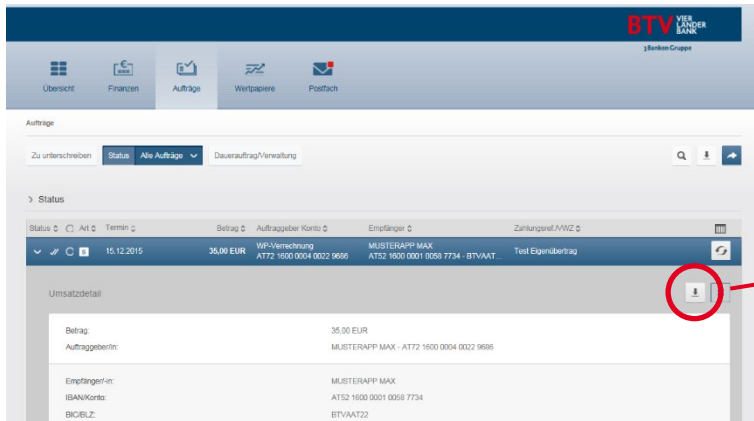 BTV VIER LÄNDER BANK
3 Banken Gruppe
Übersicht Finanzen Aufträge Wertpapiere Postfach
Aufträge
Zu unterschreiben Status Alle Aufträge Dauerauftrag/Verwaltung
> Status
Status Art Termin Betrag Auftraggeber Konto Empfänger Zahlungsref./VWZ
S 15.12.2015 35,00 EUR WP-Verrechnung MUSTERAPP MAX Test Eigenübertrag
AT72 1600 0004 0022 9686 AT52 1600 0001 0058 7734 - BTVAAT...
Umsatzdetail
Betrag: 35,00 EUR
Auftraggeber/in: MUSTERAPP MAX - AT72 1600 0004 0022 9686
Empfänger/-in: MUSTERAPP MAX
IBAN/Konto: AT52 1600 0001 0058 7734
BIC/BLZ: BTVAAT22